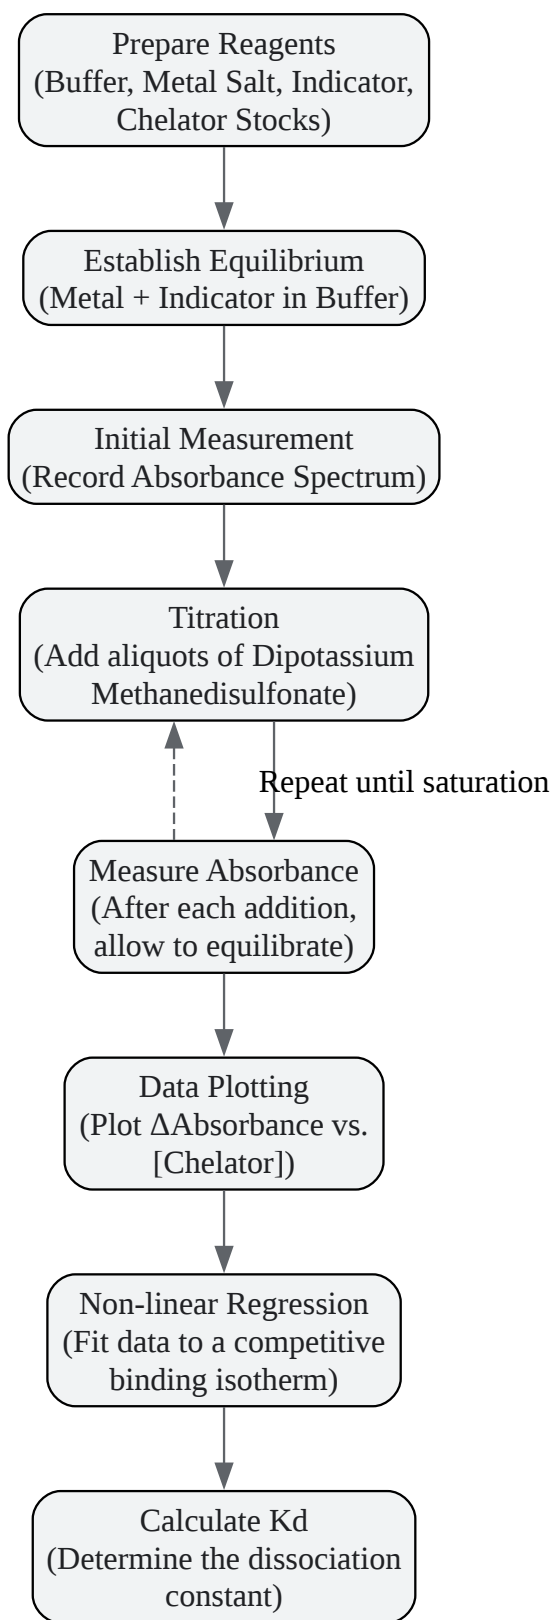 Prepare Reagents
(Buffer, Metal Salt, Indicator,
Chelator Stocks)
Establish Equilibrium
(Metal + Indicator in Buffer)
Initial Measurement
(Record Absorbance Spectrum)
Titration
(Add aliquots of Dipotassium
Methanedisulfonate)
Repeat until saturation
Measure Absorbance
(After each addition,
allow to equilibrate)
Data Plotting
(Plot ΔAbsorbance vs.
[Chelator])
Non-linear Regression
(Fit data to a competitive
binding isotherm)
Calculate Kd
(Determine the dissociation
constant)